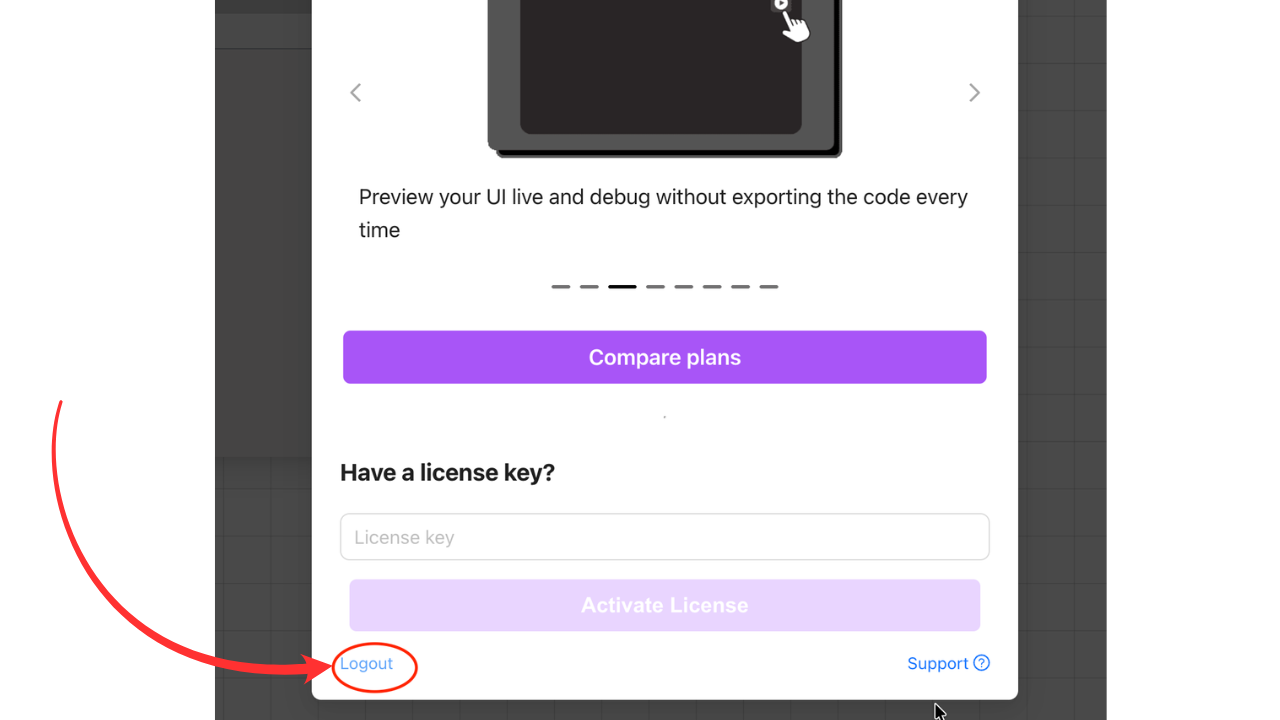 Preview your UI live and debug without exporting the code every
time
Compare plans
Have a license key?
License key
Activate License
Logout
Support